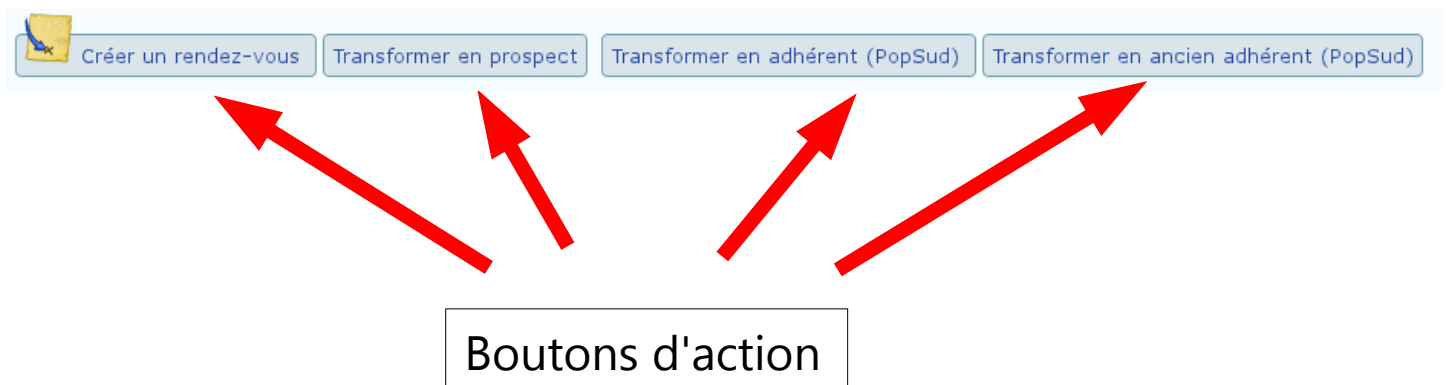 Créer un rendez-vous Transformer en prospect Transformer en adhérent (PopSud) Transformer en ancien adhérent (PopSud)
Boutons d'action